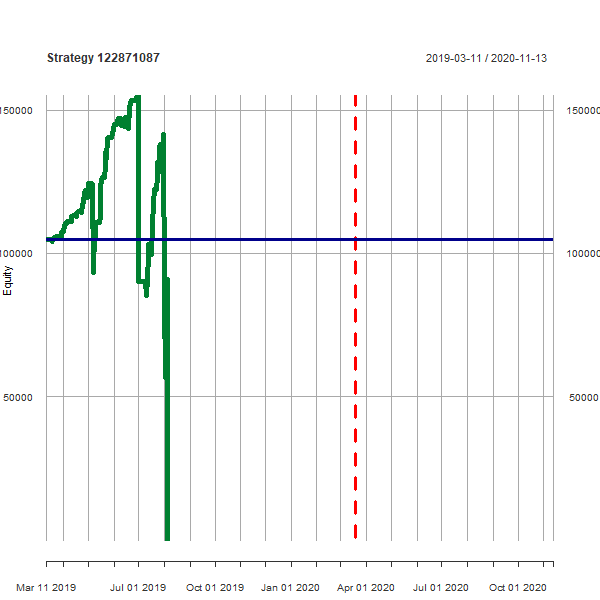 Strategy 122871087
2019-03-11 / 2020-11-13
150000
150000
100000
100000
Equity
50000
50000
Mar 11 2019
Jul 01 2019
Oct 01 2019
Jan 01 2020
Apr 01 2020
Jul 01 2020
Oct 01 2020